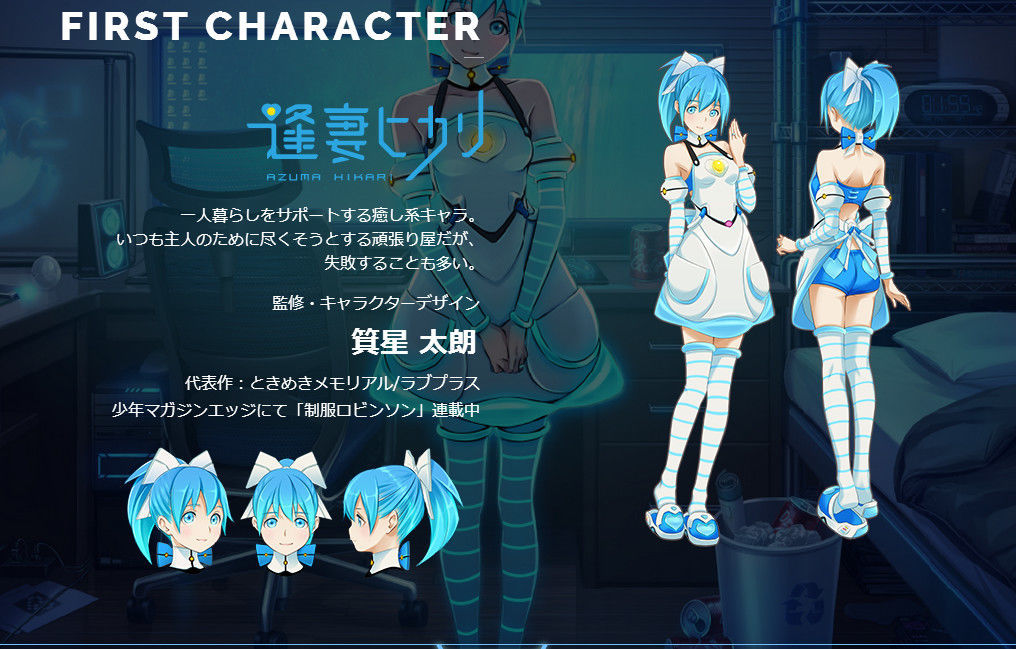 FIRST CHARACTER
逢妻ヒカリ
AZUMA HIKARI
一人暮らしをサポートする癒し系キャラ。
いつも主人のために尽くそうとする頑張り屋だが、
失敗することも多い。
監修・キャラクターデザイン
箕星 太朗
代表作：ときめきメモリアル/ラブプラス
少年マガジンエッジにて「制服ロビンソン」連載中